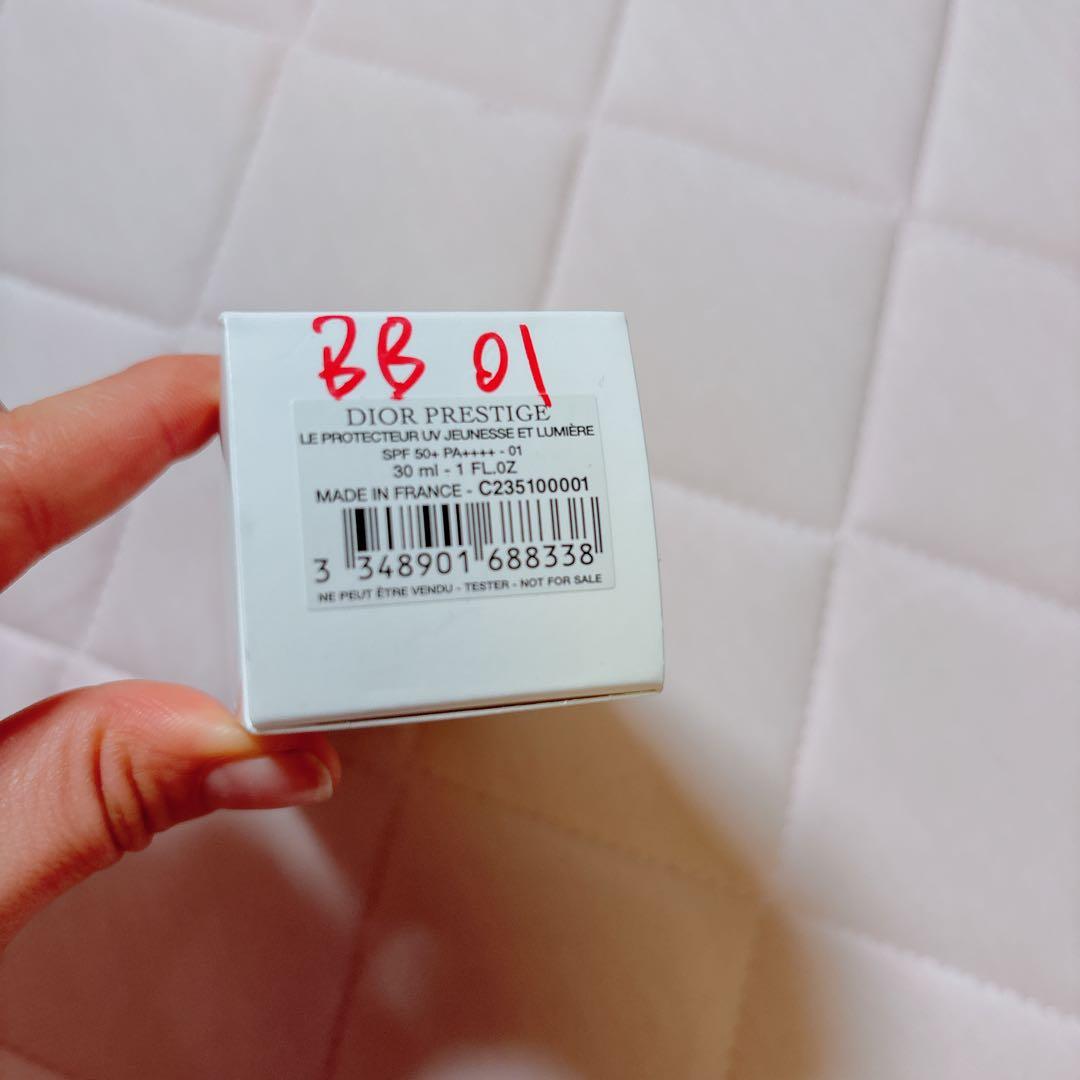 BB 01
DIOR PRESTIGE
LE PROTECTEUR UV JEUNESSE ET LUMIÈRE
SPF 50+ PA++++ - 01
30 ml - 1 FL.OZ
MADE IN FRANCE - C235100001
3 348901 688338
NE PEUT ÊTRE VENDU - TESTER - NOT FOR SALE